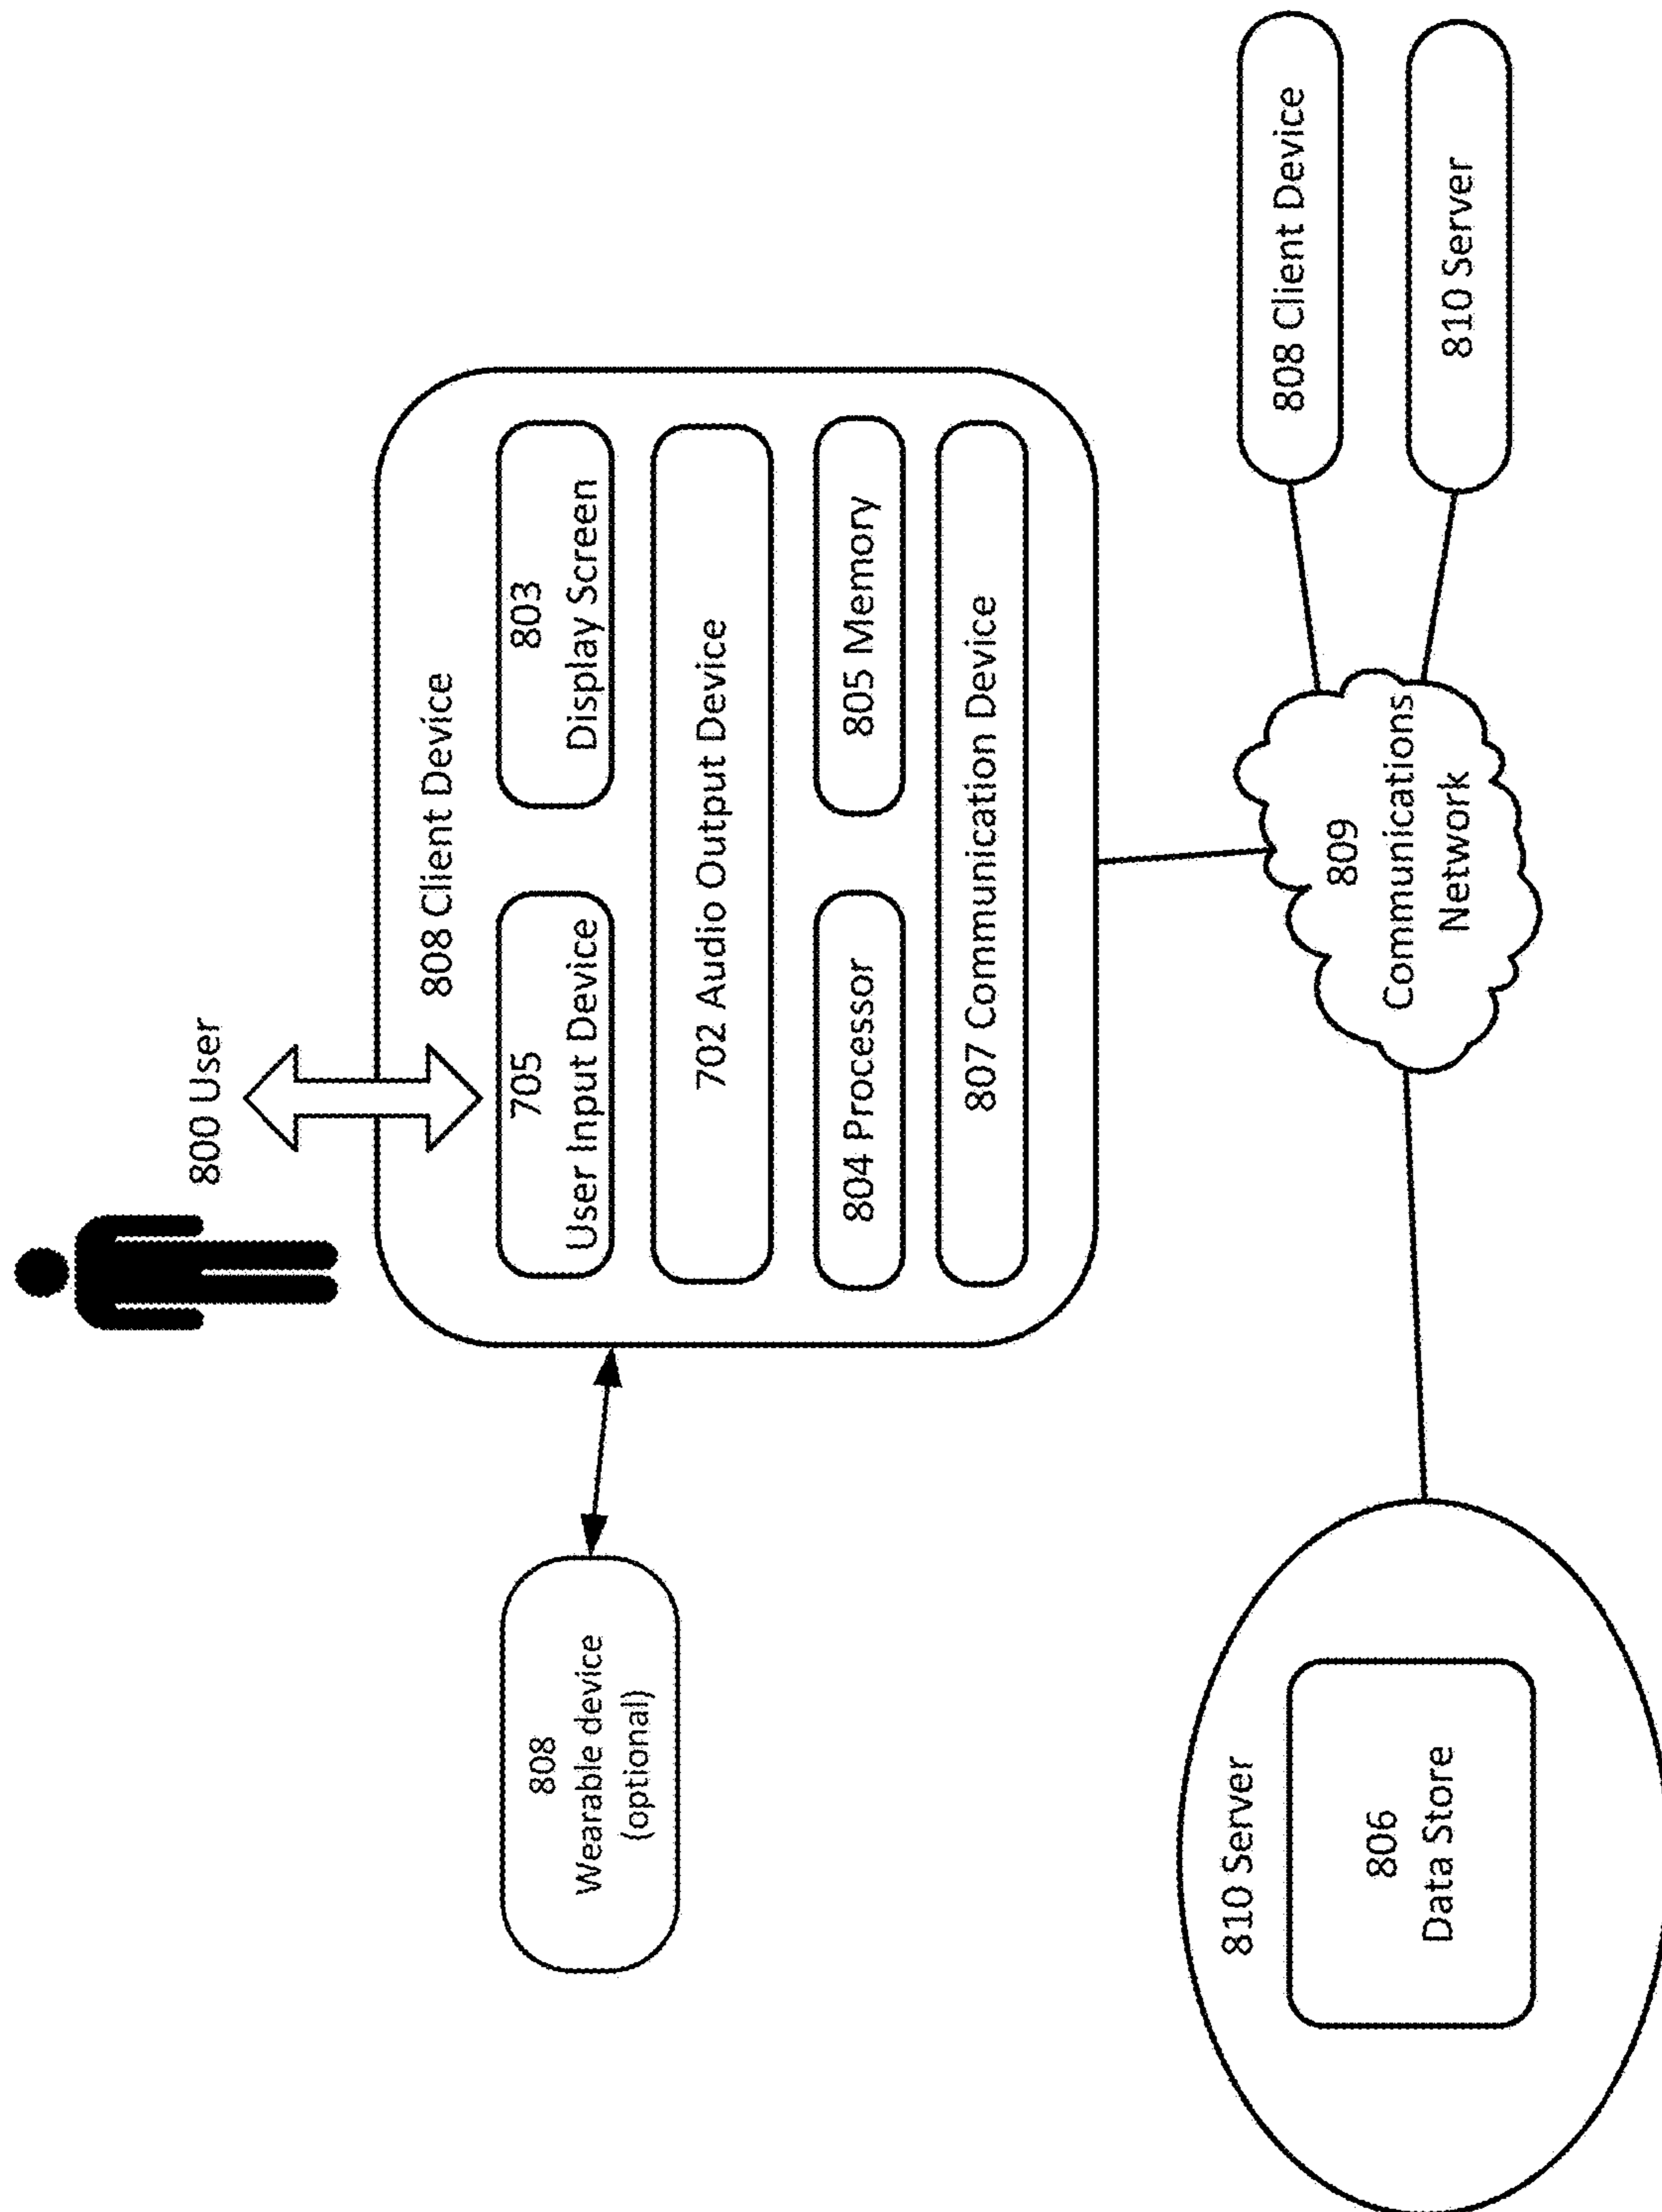 800 User
808 Client Device
705
User Input Device
803
Display Screen
702 Audio Output Device
804 Processor
805 Memory
807 Communication Device
808
Wearable device
(optional)
810 Server
806
Data Store
809
Communications
Network
808 Client Device
810 Server